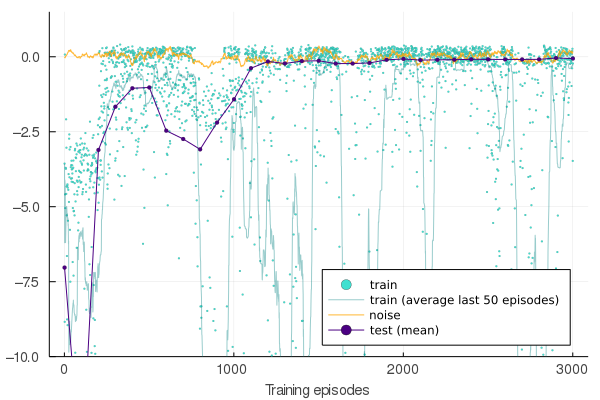 0.0
−2.5
−5.0
−7.5
−10.0
0
1000
2000
3000
Training episodes
train
train (average last 50 episodes)
noise
test (mean)